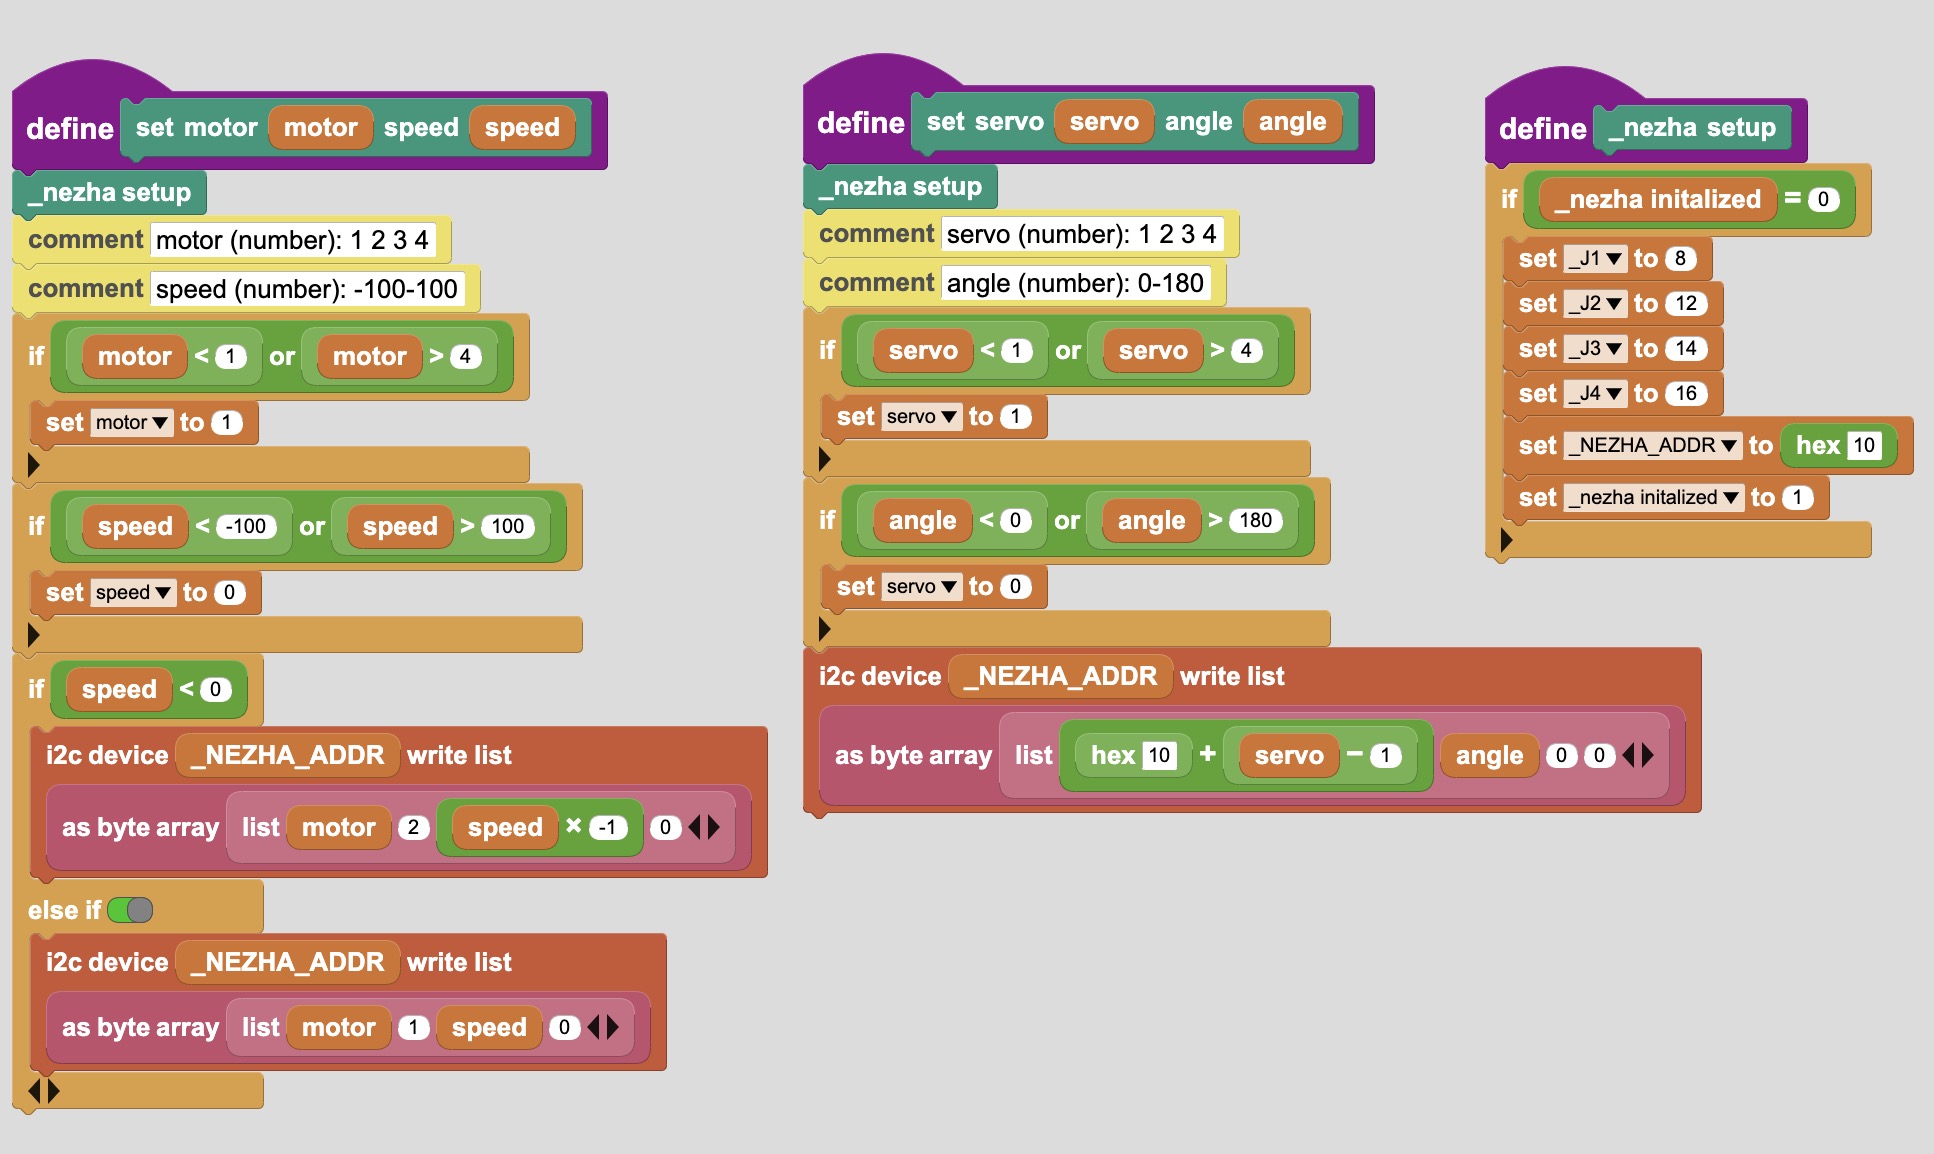 define set motor motor speed speed
_nezha setup
comment motor (number): 1 2 3 4
comment speed (number): -100-100
if motor < 1 or motor > 4
set motor ▼ to 1
if speed < -100 or speed > 100
set speed ▼ to 0
if speed < 0
i2c device _NEZHA_ADDR write list
as byte array list motor 2 speed × -1 0
else if
i2c device _NEZHA_ADDR write list
as byte array list motor 1 speed 0
define set servo servo angle angle
_nezha setup
comment servo (number): 1 2 3 4
comment angle (number): 0-180
if servo < 1 or servo > 4
set servo ▼ to 1
if angle < 0 or angle > 180
set servo ▼ to 0
i2c device _NEZHA_ADDR write list
as byte array list hex 10 + servo − 1 angle 0 0
define _nezha setup
if _nezha initalized = 0
set _J1 ▼ to 8
set _J2 ▼ to 12
set _J3 ▼ to 14
set _J4 ▼ to 16
set _NEZHA_ADDR ▼ to hex 10
set _nezha initalized ▼ to 1